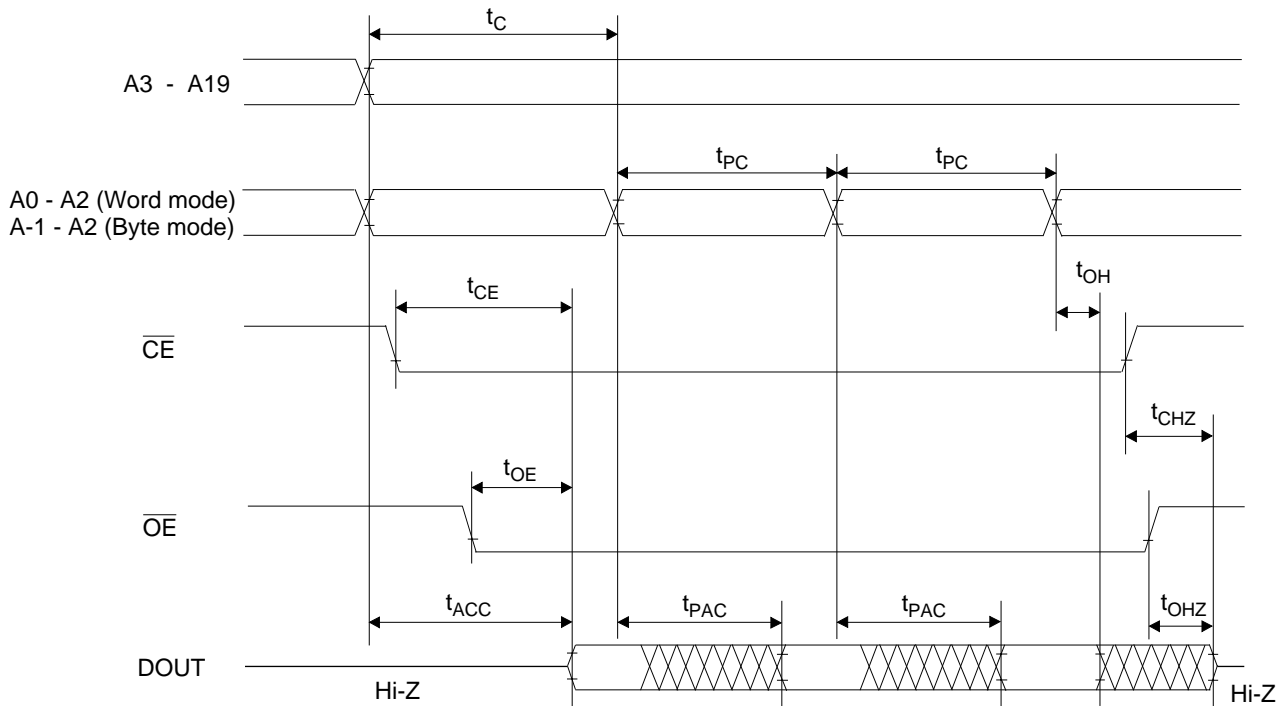 tC
A3 - A19
tPC
tPC
A0 - A2 (Word mode)
A-1 - A2 (Byte mode)
tOH
tCE
CE
tCHZ
tOE
OE
tACC
tPAC
tPAC
tOHZ
DOUT
Hi-Z
Hi-Z